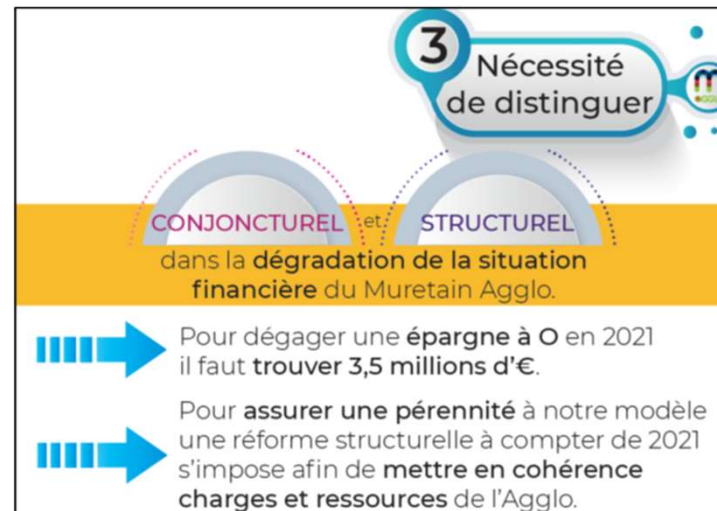 3
Nécessité
de distinguer
m
AGGLO
CONJONCTUREL et STRUCTUREL
dans la dégradation de la situation
financière du Muretain Agglo.
Pour dégager une épargne à O en 2021
il faut trouver 3,5 millions d'€.
Pour assurer une pérennité à notre modèle
une réforme structurelle à compter de 2021
s'impose afin de mettre en cohérence
charges et ressources de l'Agglo.